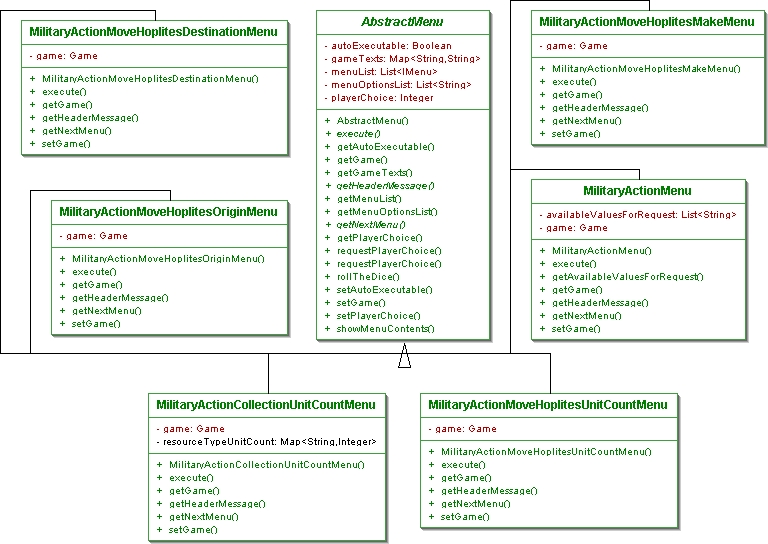 MilitaryActionMoveHoplitesDestinationMenu
- game: Game
+ MilitaryActionMoveHoplitesDestinationMenu()
+ execute()
+ getGame()
+ getHeaderMessage()
+ getNextMenu()
+ setGame()
AbstractMenu
- autoExecutable: Boolean
- gameTexts: Map<String,String>
- menuList: List<IMenu>
- menuOptionsList: List<String>
- playerChoice: Integer
+ AbstractMenu()
+ execute()
+ getAutoExecutable()
+ getGame()
+ getGameTexts()
+ getHeaderMessage()
+ getMenuList()
+ getMenuOptionsList()
+ getNextMenu()
+ getPlayerChoice()
+ requestPlayerChoice()
+ requestPlayerChoice()
+ rollTheDice()
+ setAutoExecutable()
+ setGame()
+ setPlayerChoice()
+ showMenuContents()
MilitaryActionMoveHoplitesMakeMenu
- game: Game
+ MilitaryActionMoveHoplitesMakeMenu()
+ execute()
+ getGame()
+ getHeaderMessage()
+ getNextMenu()
+ setGame()
MilitaryActionMoveHoplitesOriginMenu
- game: Game
+ MilitaryActionMoveHoplitesOriginMenu()
+ execute()
+ getGame()
+ getHeaderMessage()
+ getNextMenu()
+ setGame()
MilitaryActionMenu
- availableValuesForRequest: List<String>
- game: Game
+ MilitaryActionMenu()
+ execute()
+ getAvailableValuesForRequest()
+ getGame()
+ getHeaderMessage()
+ getNextMenu()
+ setGame()
MilitaryActionCollectionUnitCountMenu
- game: Game
- resourceTypeUnitCount: Map<String,Integer>
+ MilitaryActionCollectionUnitCountMenu()
+ execute()
+ getGame()
+ getHeaderMessage()
+ getNextMenu()
+ setGame()
MilitaryActionMoveHoplitesUnitCountMenu
- game: Game
+ MilitaryActionMoveHoplitesUnitCountMenu()
+ execute()
+ getGame()
+ getHeaderMessage()
+ getNextMenu()
+ setGame()